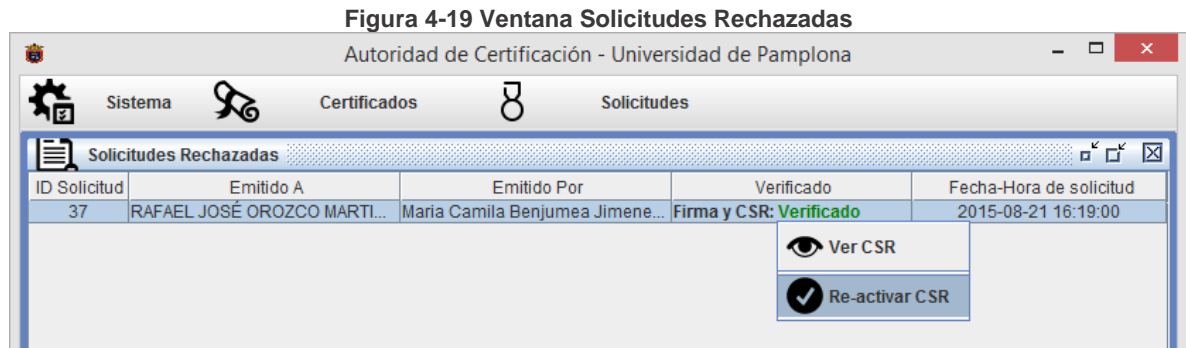 Figura 4-19 Ventana Solicitudes Rechazadas
Autoridad de Certificación - Universidad de Pamplona
Sistema Certificados Solicitudes
Solicitudes Rechazadas
ID Solicitud Emitido A Emitido Por Verificado Fecha-Hora de solicitud
37 RAFAEL JOSÉ OROZCO MARTI... Maria Camila Benjumea Jimene... Firma y CSR: Verificado 2015-08-21 16:19:00
Ver CSR
Re-activar CSR